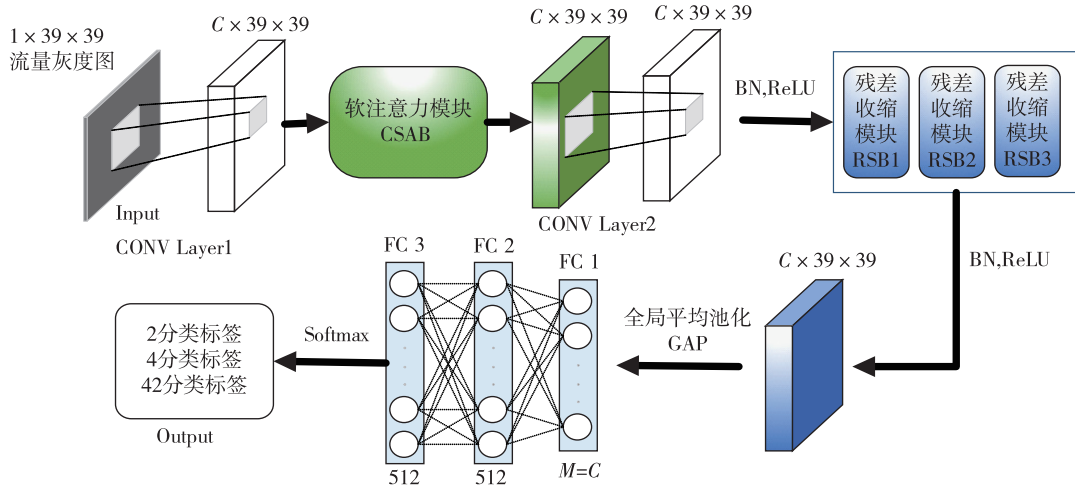 1 × 39 × 39
流量灰度图
C × 39 × 39
Input
CONV Layer1
软注意力模块
CSAB
C × 39 × 39
C × 39 × 39
CONV Layer2
BN,ReLU
残差
收缩
模块
RSB1
残差
收缩
模块
RSB2
残差
收缩
模块
RSB3
BN,ReLU
C × 39 × 39
全局平均池化
GAP
FC 1
M=C
FC 2
512
FC 3
512
Softmax
2分类标签
4分类标签
42分类标签
Output